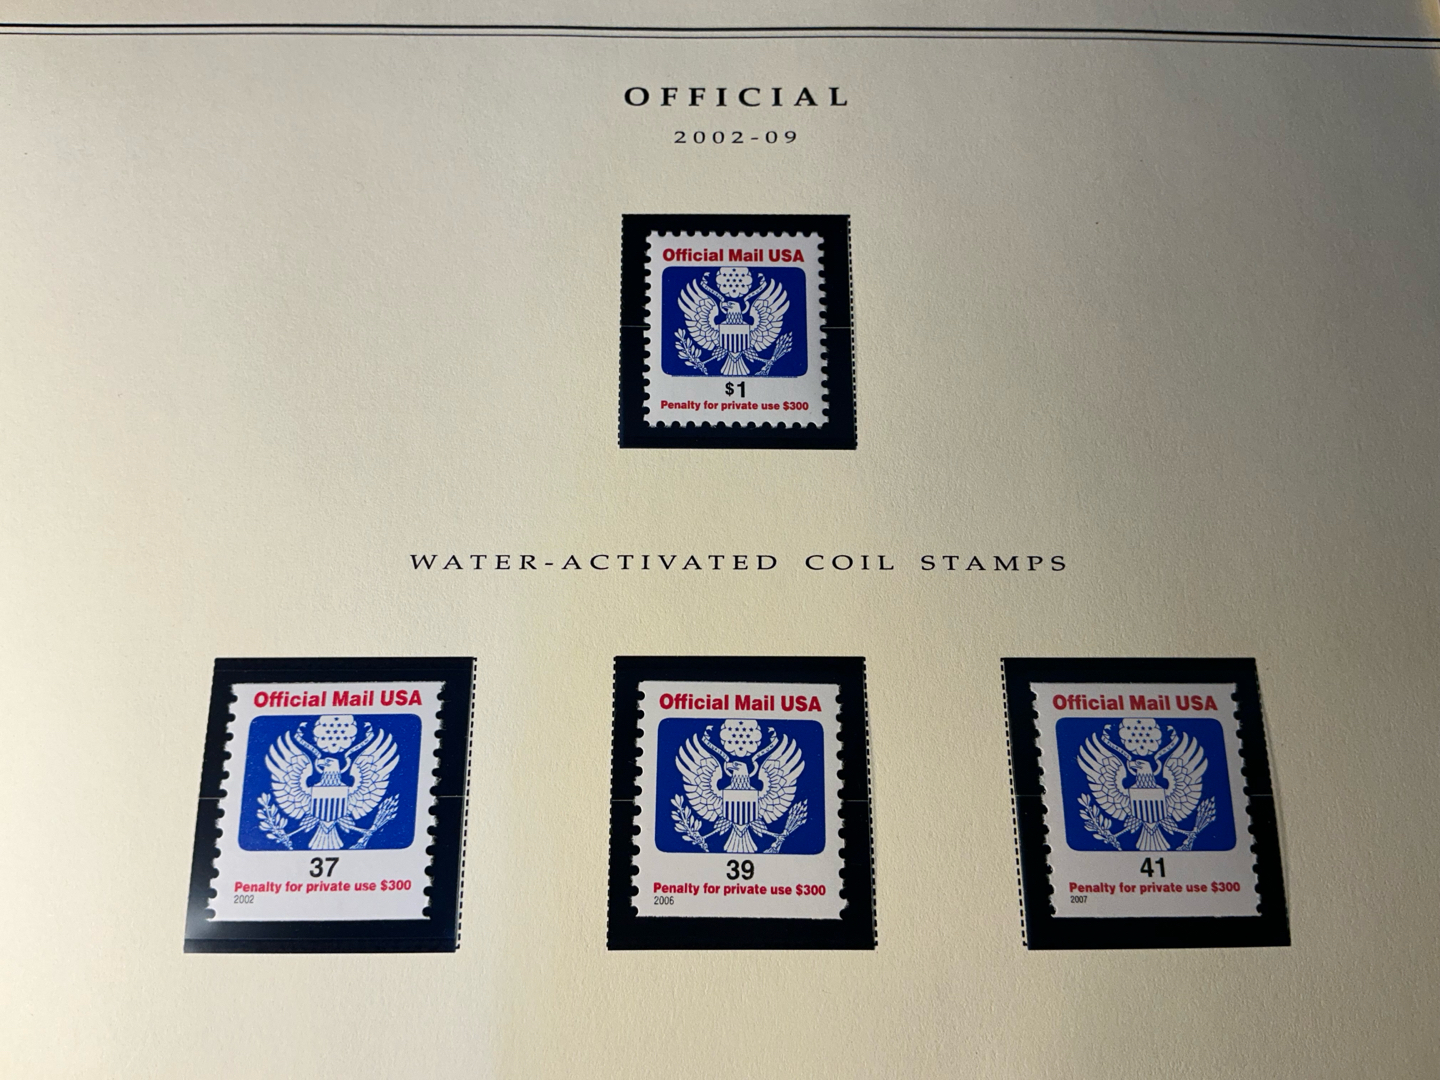 OFFICIAL
2002-09
Official Mail USA
$1
Penalty for private use $300
WATER-ACTIVATED COIL STAMPS
Official Mail USA
37
Penalty for private use $300
2002
Official Mail USA
39
Penalty for private use $300
2006
Official Mail USA
41
Penalty for private use $300
2007